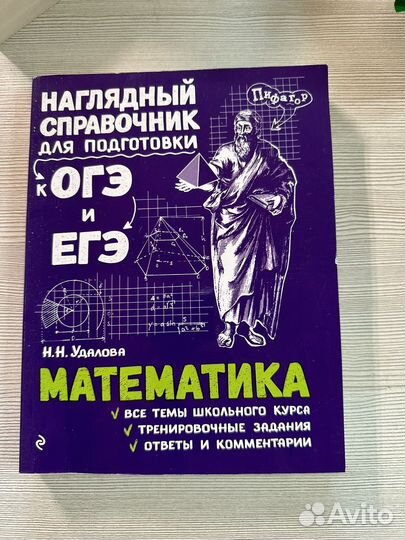 НАГЛЯДНЫЙ
СПРАВОЧНИК
ДЛЯ ПОДГОТОВКИ
К ОГЭ
И
ЕГЭ
Пифагор
Н.Н. Удалова
МАТЕМАТИКА
ВСЕ ТЕМЫ ШКОЛЬНОГО КУРСА
ТРЕНИРОВОЧНЫЕ ЗАДАНИЯ
ОТВЕТЫ И КОММЕНТАРИИ
Avito